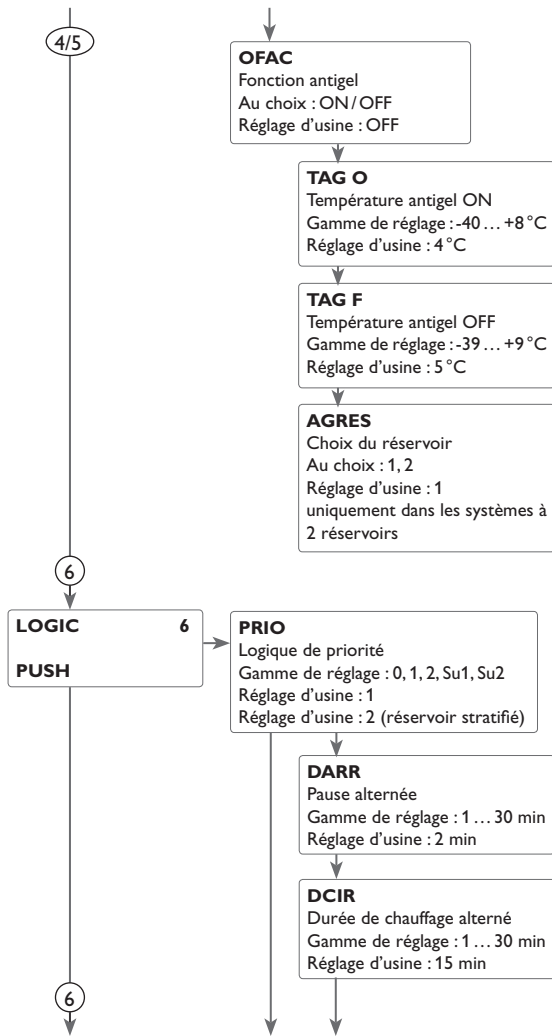 4/5
OFAC
Fonction antigel
Au choix : ON / OFF
Réglage d'usine : OFF
TAG O
Température antigel ON
Gamme de réglage : -40 … +8 °C
Réglage d'usine : 4 °C
TAG F
Température antigel OFF
Gamme de réglage : -39 … +9 °C
Réglage d'usine : 5 °C
AGRES
Choix du réservoir
Au choix : 1, 2
Réglage d'usine : 1
uniquement dans les systèmes à
2 réservoirs
6
LOGIC 6
PUSH
PRIO
Logique de priorité
Gamme de réglage : 0, 1, 2, Su1, Su2
Réglage d'usine : 1
Réglage d'usine : 2 (réservoir stratifié)
DARR
Pause alternée
Gamme de réglage : 1 … 30 min
Réglage d'usine : 2 min
DCIR
Durée de chauffage alterné
Gamme de réglage : 1 … 30 min
Réglage d'usine : 15 min
6